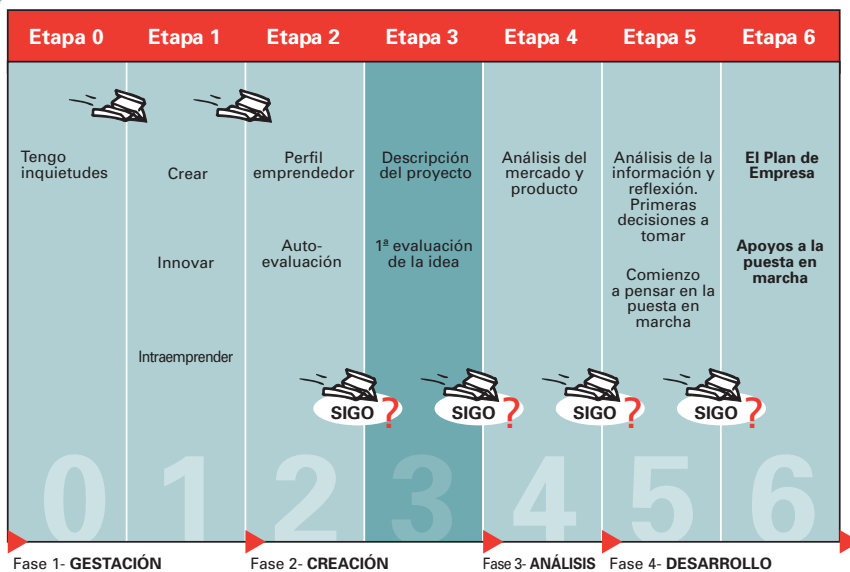 Etapa 0
Etapa 1
Etapa 2
Etapa 3
Etapa 4
Etapa 5
Etapa 6
Tengo
inquietudes
Crear
Innovar
Intraemprender
Perfil
emprendedor
Auto-
evaluación
Descripción
del proyecto
1ª evaluación
de la idea
Análisis del
mercado y
producto
Análisis de la
información y
reflexión.
Primeras
decisiones a
tomar
Comienzo
a pensar en la
puesta en
marcha
El Plan de
Empresa
Apoyos a la
puesta en
marcha
SIGO?
SIGO?
SIGO?
SIGO?
0
1
2
3
4
5
6
Fase 1- GESTACIÓN
Fase 2- CREACIÓN
Fase 3- ANÁLISIS
Fase 4- DESARROLLO